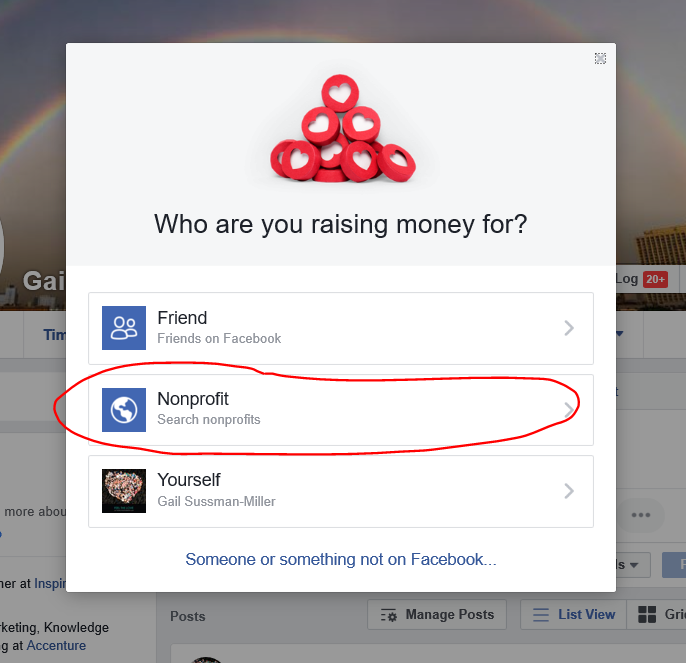 Who are you raising money for?
Gai
Log 20+
Tim
Friend
Friends on Facebook
Nonprofit
Search nonprofits
Yourself
Gail Sussman-Miller
more about
Someone or something not on Facebook...
ner at Inspir
Posts
Manage Posts
List View
Gri
rketing, Knowledge
g at Accenture